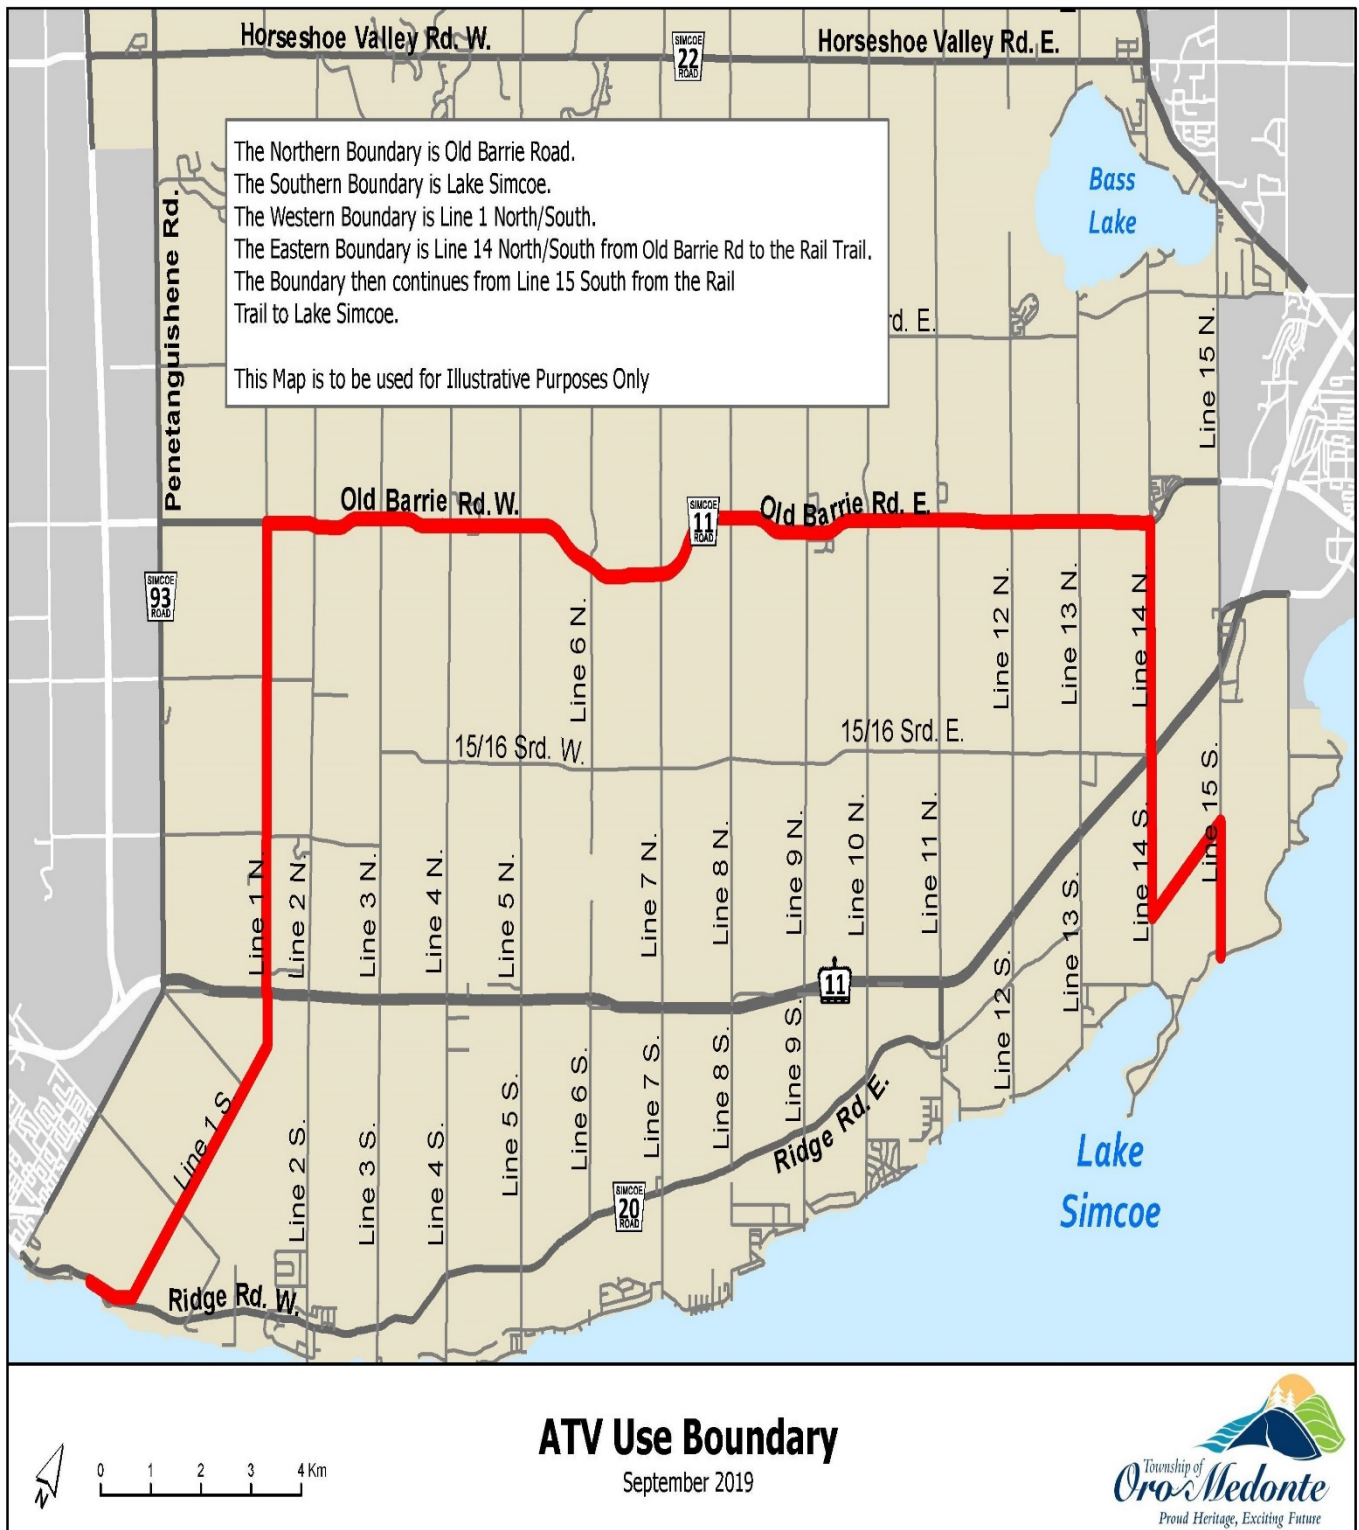 Horseshoe Valley Rd. W.
SIMCOE
22
ROAD
Horseshoe Valley Rd. E.
The Northern Boundary is Old Barrie Road.
The Southern Boundary is Lake Simcoe.
The Western Boundary is Line 1 North/South.
The Eastern Boundary is Line 14 North/South from Old Barrie Rd to the Rail Trail.
The Boundary then continues from Line 15 South from the Rail
Trail to Lake Simcoe.
This Map is to be used for Illustrative Purposes Only
Bass
Lake
Penetanguishene Rd.
rd. E.
Line 15 N.
Old Barrie Rd. W.
SIMCOE
11
ROAD
Old Barrie Rd. E.
SIMCOE
93
ROAD
Line 6 N.
Line 12 N.
Line 13 N.
Line 14 N.
15/16 Srd. W.
15/16 Srd. E.
Line 1 N.
Line 2 N.
Line 3 N.
Line 4 N.
Line 5 N.
Line 7 N.
Line 8 N.
Line 9 N.
Line 10 N.
Line 11 N.
Line 14 S.
Line 15 S.
11
Line 13 S.
Line 12 S.
Line 1 S.
Line 2 S.
Line 3 S.
Line 4 S.
Line 5 S.
Line 6 S.
Line 7 S.
Line 8 S.
Line 9 S.
Ridge Rd. E.
SIMCOE
20
ROAD
Ridge Rd. W.
Lake
Simcoe
ATV Use Boundary
September 2019
N
0 1 2 3 4 Km
Township of
Oro-Medonte
Proud Heritage, Exciting Future